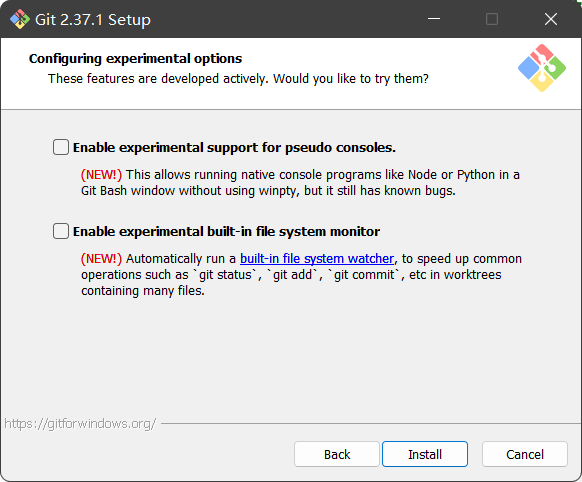 Git 2.37.1 Setup
Configuring experimental options
These features are developed actively. Would you like to try them?
Enable experimental support for pseudo consoles.
(NEW!) This allows running native console programs like Node or Python in a
Git Bash window without using winpty, but it still has known bugs.
Enable experimental built-in file system monitor
(NEW!) Automatically run a built-in file system watcher, to speed up common
operations such as `git status`, `git add`, `git commit`, etc in worktrees
containing many files.
https://gitforwindows.org/
Back Install Cancel